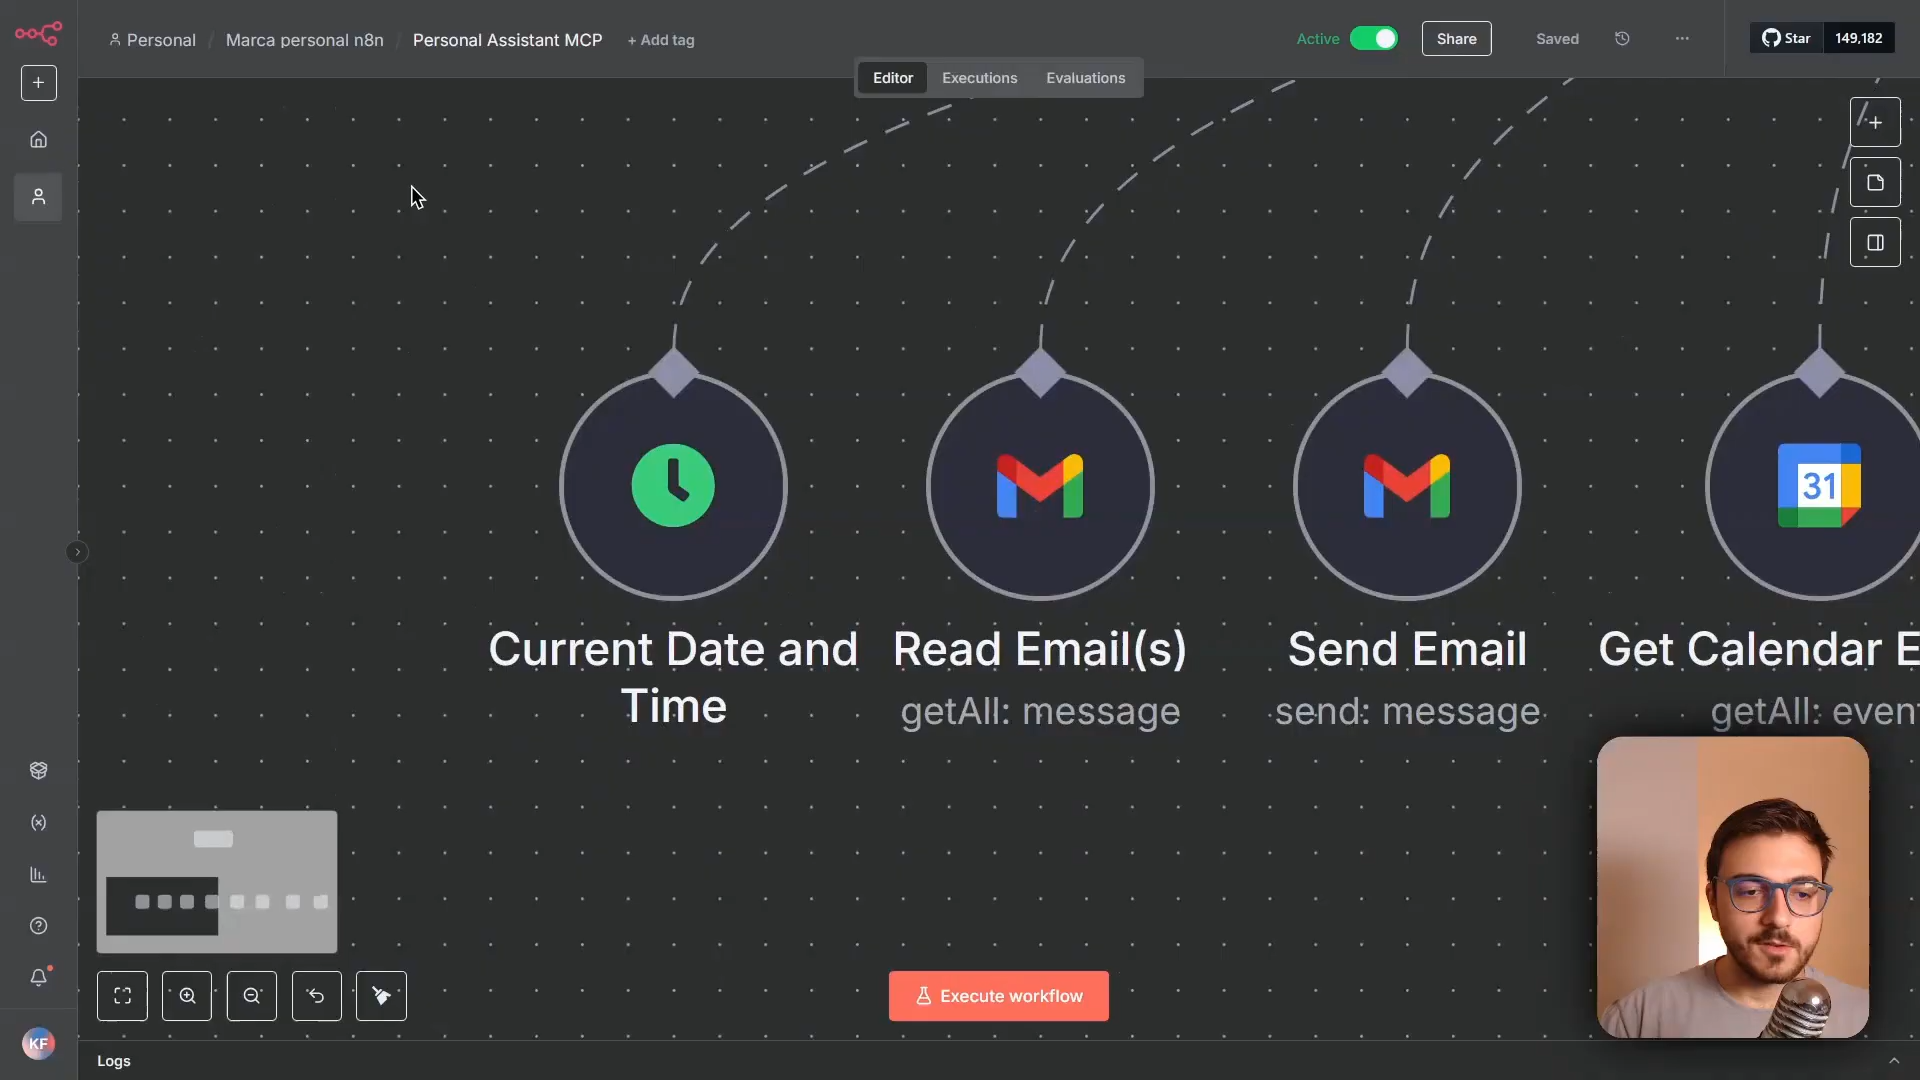 Personal / Marca personal n8n / Personal Assistant MCP + Add tag
Active Share Saved ... Star 149,182
Editor Executions Evaluations
31
Current Date and Time
Read Email(s)
getAll: message
Send Email
send: message
Get Calendar E
getAll: even
Execute workflow
KF
Logs